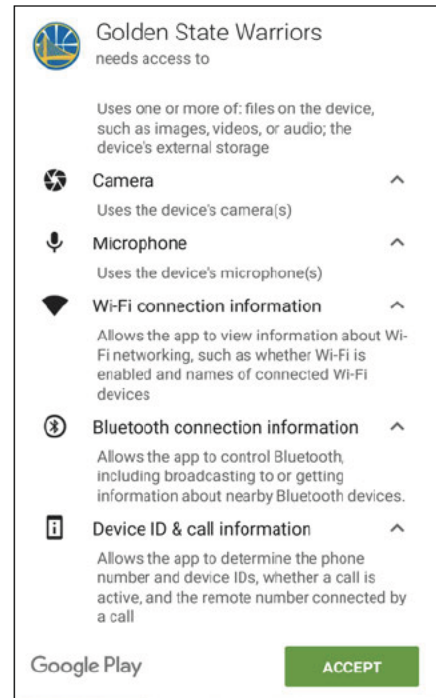 Golden State Warriors
needs access to
Uses one or more of: files on the device,
such as images, videos, or audio; the
device's external storage
Camera
Uses the device's camera(s)
Microphone
Uses the device's microphone(s)
Wi-Fi connection information
Allows the app to view information about Wi-
Fi networking, such as whether Wi-Fi is
enabled and names of connected Wi-Fi
devices
Bluetooth connection information
Allows the app to control Bluetooth,
including broadcasting to or getting
information about nearby Bluetooth devices.
Device ID & call information
Allows the app to determine the phone
number and device IDs, whether a call is
active, and the remote number connected by
a call
Google Play
ACCEPT